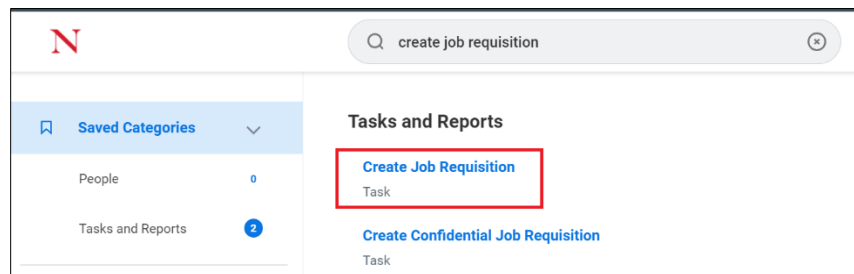 N
create job requisition
Saved Categories
People 0
Tasks and Reports 2
Tasks and Reports
Create Job Requisition
Task
Create Confidential Job Requisition
Task